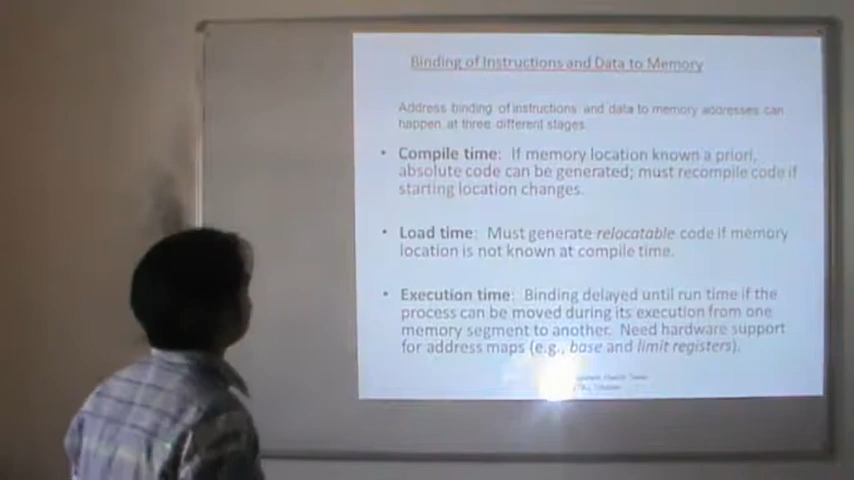 Binding of Instructions and Data to Memory
Address binding of instructions and data to memory addresses can
happen at three different stages
• Compile time: If memory location known a priori,
absolute code can be generated; must recompile code if
starting location changes.
• Load time: Must generate relocatable code if memory
location is not known at compile time.
• Execution time: Binding delayed until run time if the
process can be moved during its execution from one
memory segment to another. Need hardware support
for address maps (e.g., base and limit registers).